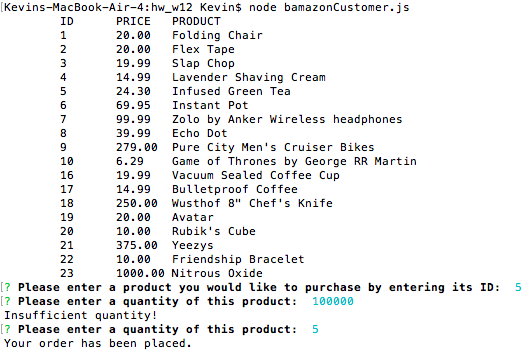 [Kevins-MacBook-Air-4:hw_w12 Kevin$ node bamazonCustomer.js
ID PRICE PRODUCT
1 20.00 Folding Chair
2 20.00 Flex Tape
3 19.99 Slap Chop
4 14.99 Lavender Shaving Cream
5 24.30 Infused Green Tea
6 69.95 Instant Pot
7 99.99 Zolo by Anker Wireless headphones
8 39.99 Echo Dot
9 279.00 Pure City Men's Cruiser Bikes
10 6.29 Game of Thrones by George RR Martin
16 19.99 Vacuum Sealed Coffee Cup
17 14.99 Bulletproof Coffee
18 250.00 Wusthof 8" Chef's Knife
19 20.00 Avatar
20 10.00 Rubik's Cube
21 375.00 Yeezys
22 10.00 Friendship Bracelet
23 1000.00 Nitrous Oxide
[? Please enter a product you would like to purchase by entering its ID: 5
[? Please enter a quantity of this product: 100000
Insufficient quantity!
[? Please enter a quantity of this product: 5
Your order has been placed.